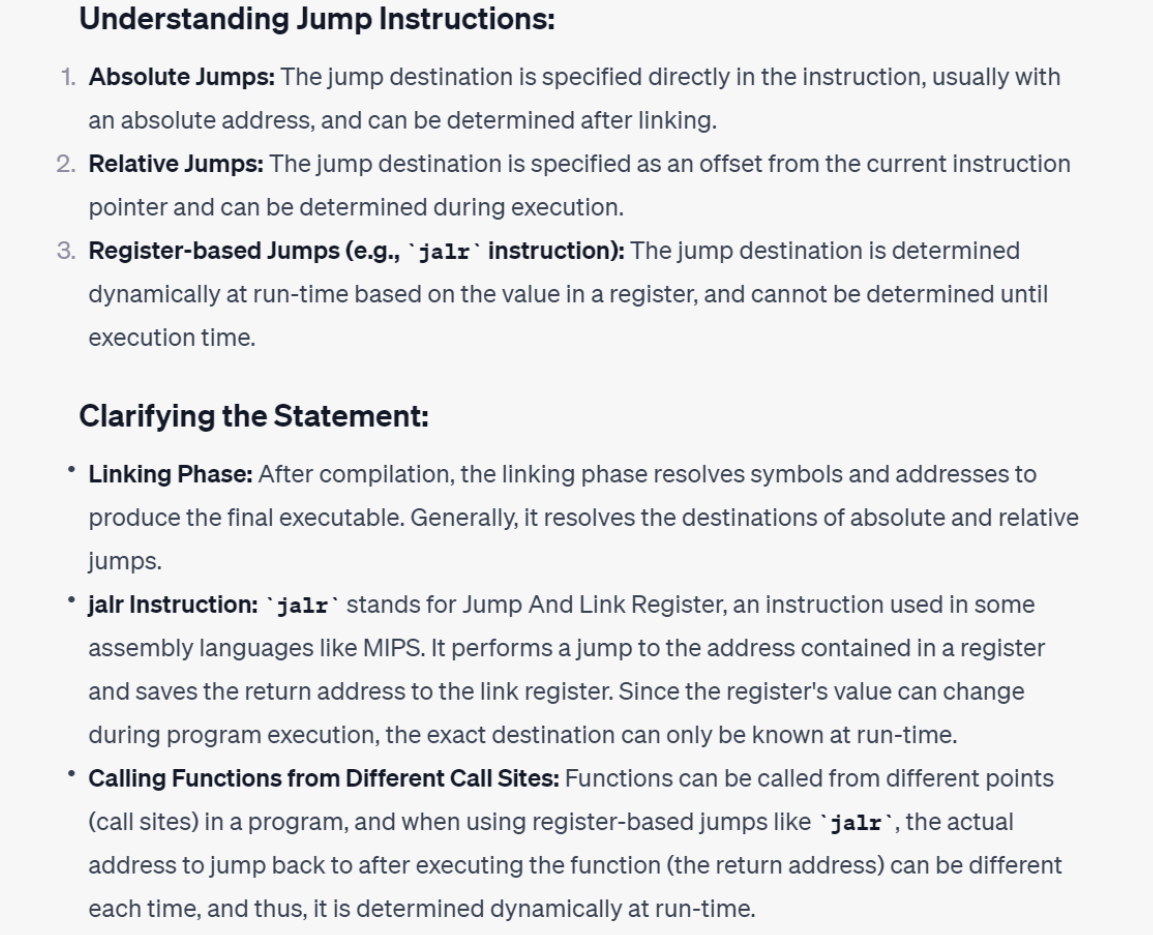 Understanding Jump Instructions:
1. Absolute Jumps: The jump destination is specified directly in the instruction, usually with
an absolute address, and can be determined after linking.
2. Relative Jumps: The jump destination is specified as an offset from the current instruction
pointer and can be determined during execution.
3. Register-based Jumps (e.g., `jalr` instruction): The jump destination is determined
dynamically at run-time based on the value in a register, and cannot be determined until
execution time.
Clarifying the Statement:
• Linking Phase: After compilation, the linking phase resolves symbols and addresses to
produce the final executable. Generally, it resolves the destinations of absolute and relative
jumps.
• jalr Instruction: `jalr` stands for Jump And Link Register, an instruction used in some
assembly languages like MIPS. It performs a jump to the address contained in a register
and saves the return address to the link register. Since the register's value can change
during program execution, the exact destination can only be known at run-time.
• Calling Functions from Different Call Sites: Functions can be called from different points
(call sites) in a program, and when using register-based jumps like `jalr`, the actual
address to jump back to after executing the function (the return address) can be different
each time, and thus, it is determined dynamically at run-time.